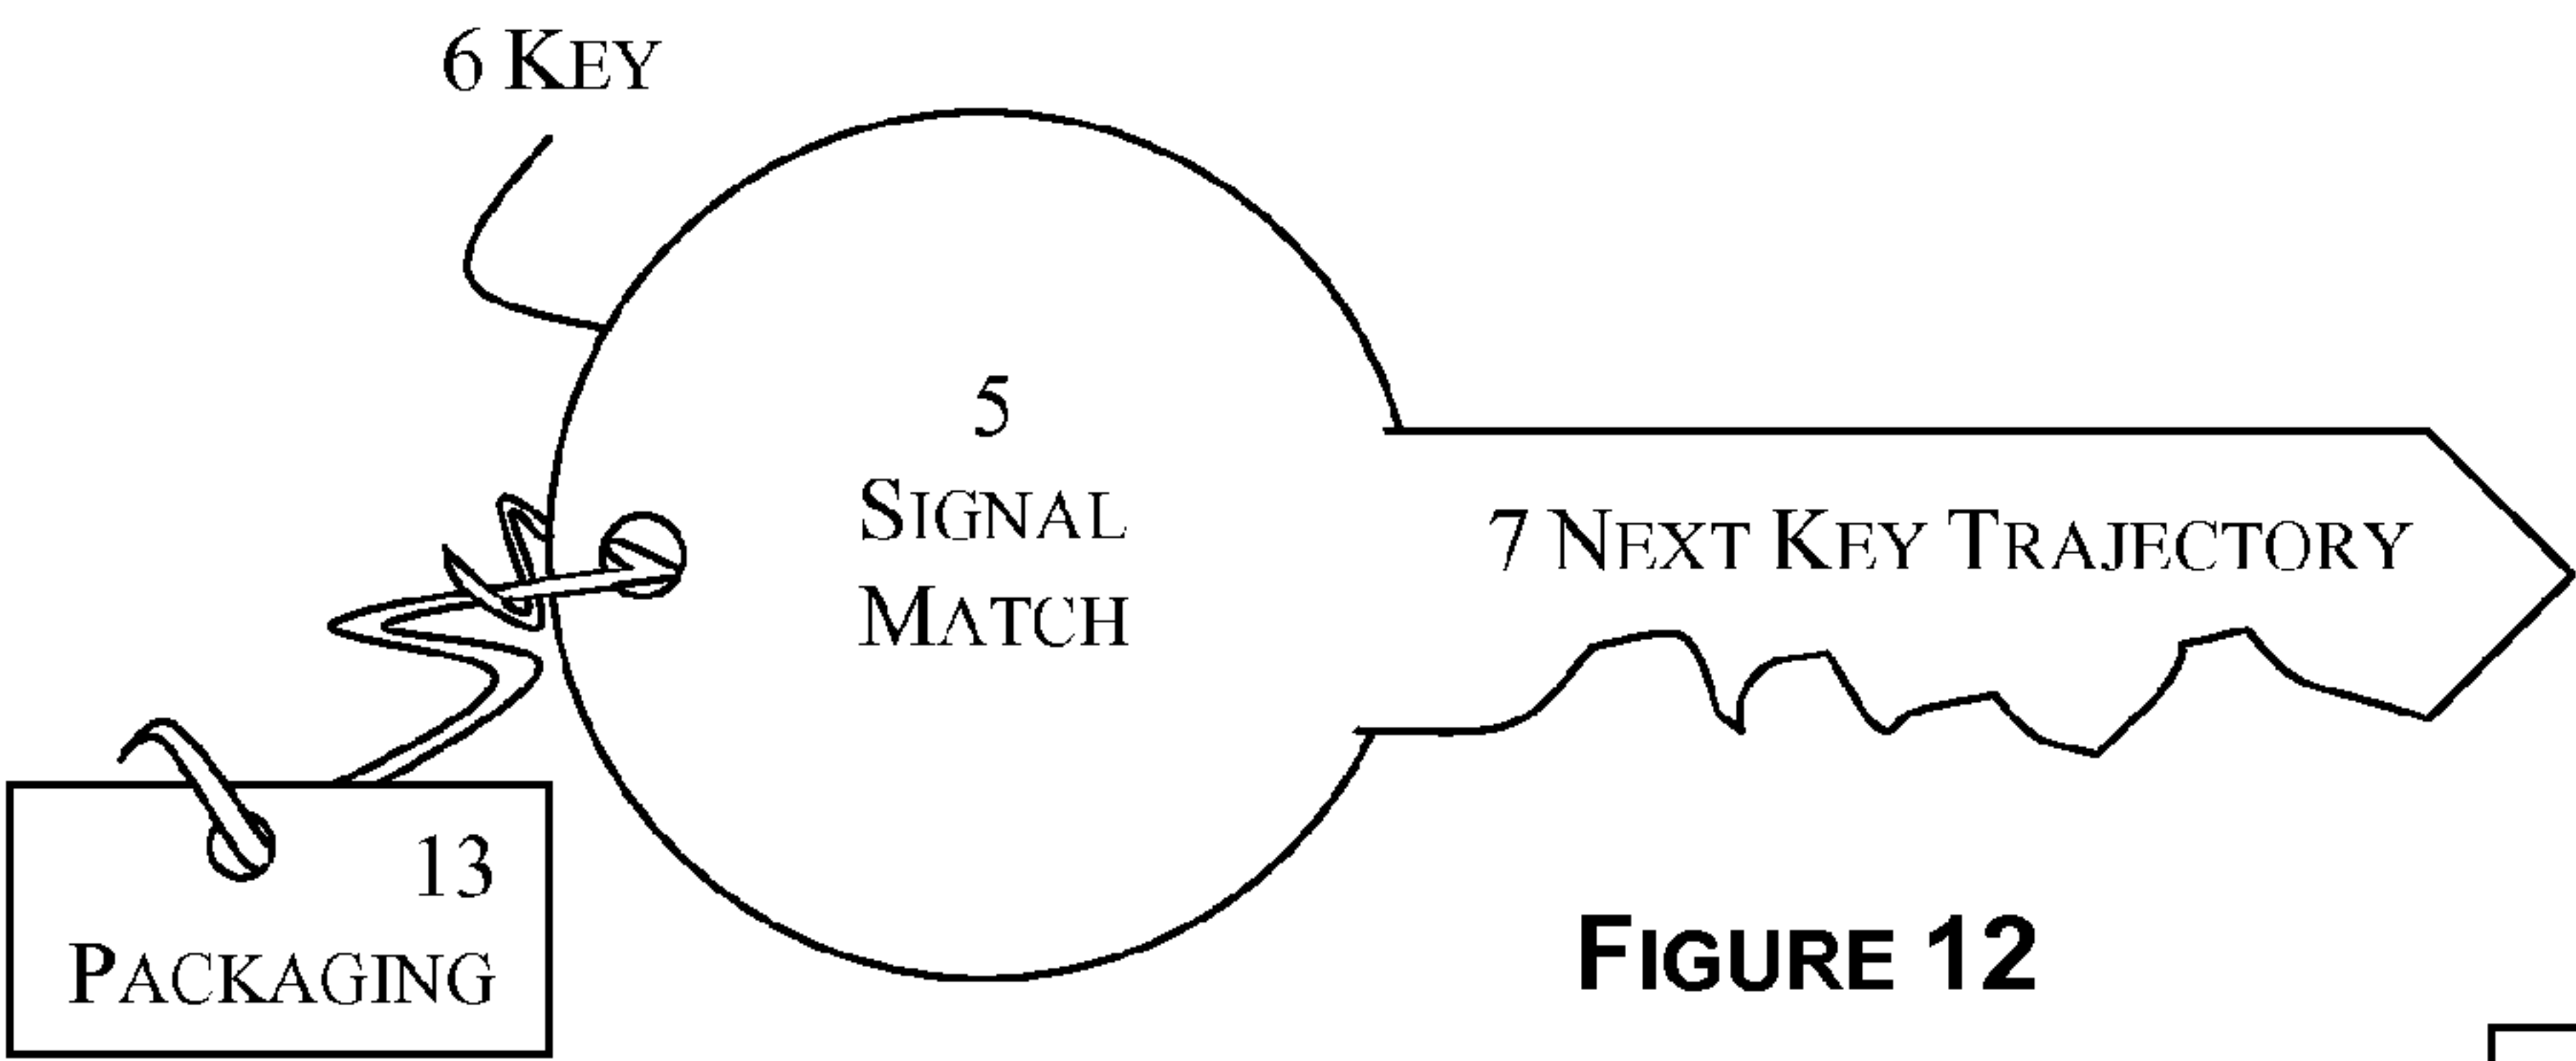 6 KEY
5
SIGNAL
MATCH
7 NEXT KEY TRAJECTORY
13
PACKAGING
FIGURE 12